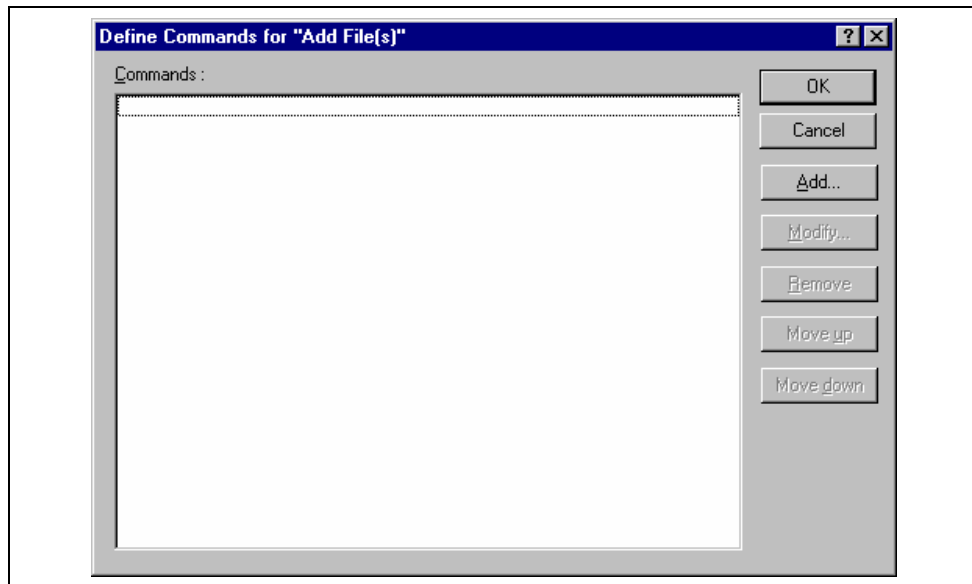 Define Commands for "Add File(s)"
Commands :
OK
Cancel
Add...
Modify...
Remove
Move up
Move down